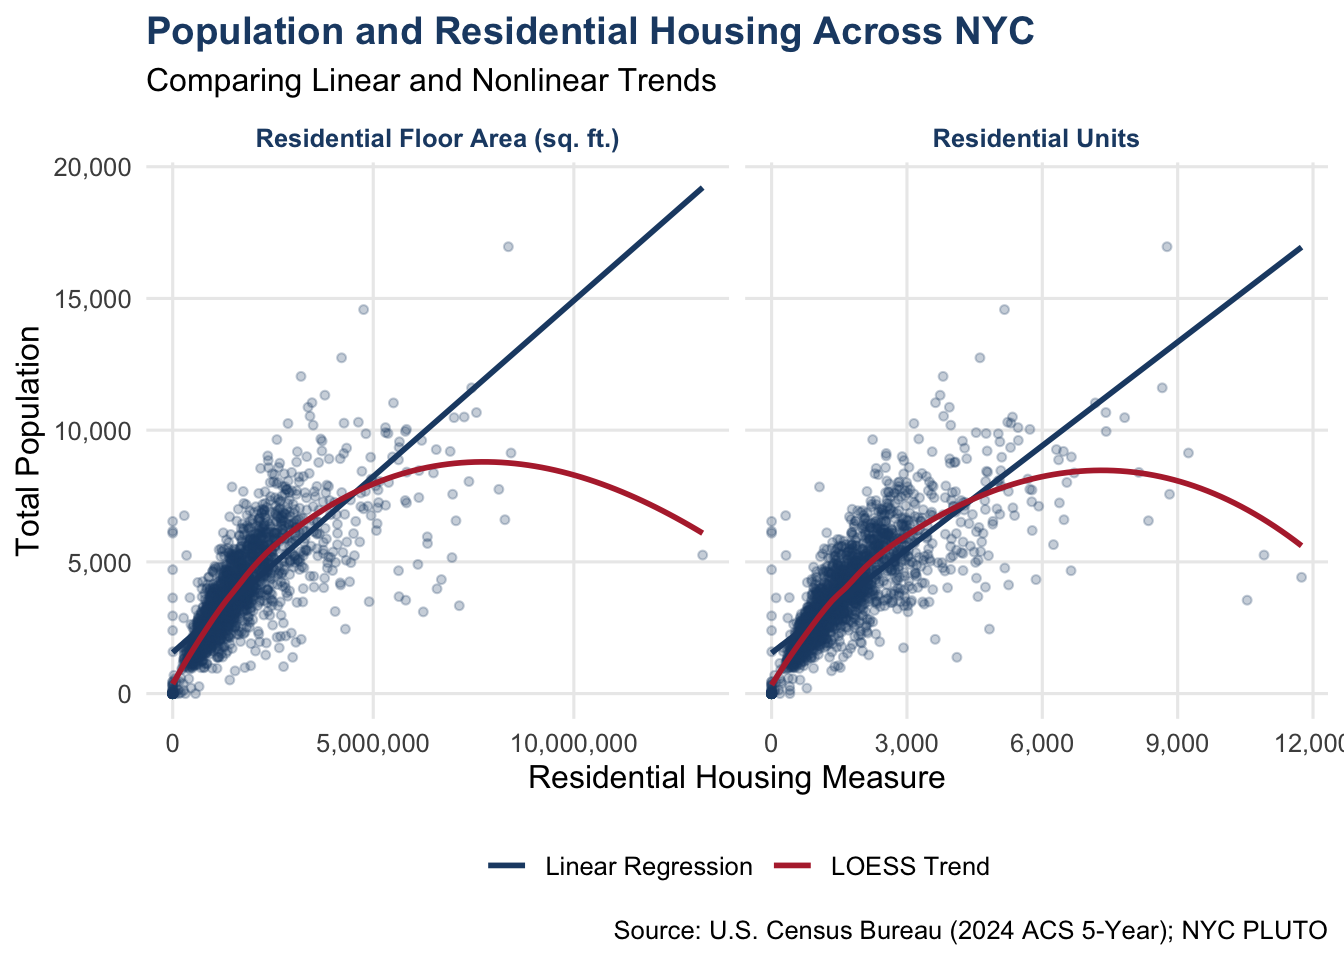 Population and Residential Housing Across NYC
Comparing Linear and Nonlinear Trends
Residential Floor Area (sq. ft.)
Residential Units
Total Population
20,000
15,000
10,000
5,000
0
0 5,000,000 10,000,000
0 3,000 6,000 9,000 12,000
Residential Housing Measure
Linear Regression LOESS Trend
Source: U.S. Census Bureau (2024 ACS 5-Year); NYC PLUTO